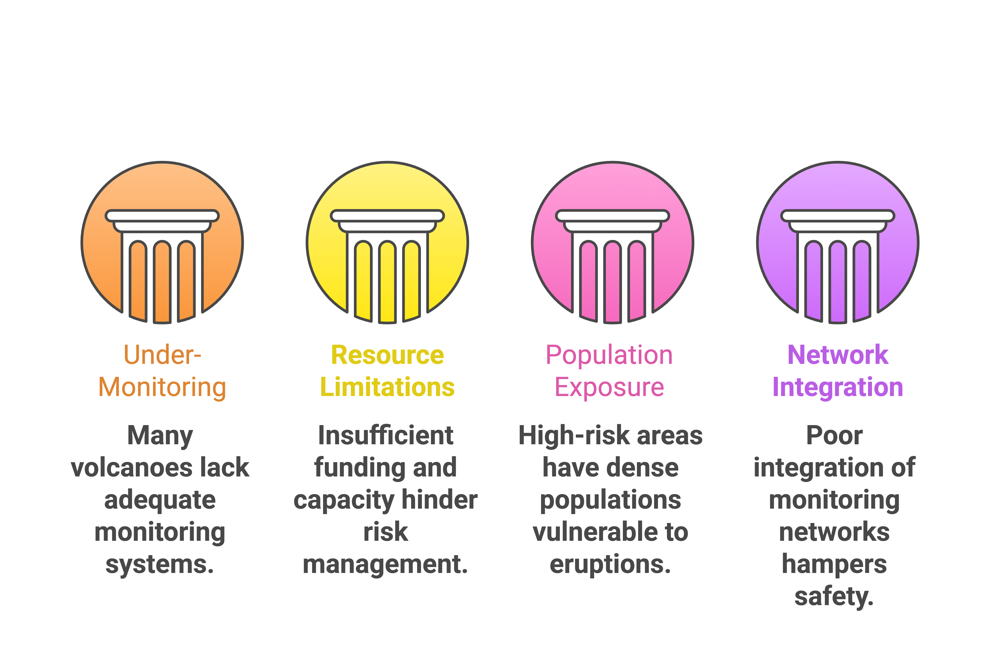 Under-
Monitoring
Many
volcanoes lack
adequate
monitoring
systems.
Resource
Limitations
Insufficient
funding and
capacity hinder
risk
management.
Population
Exposure
High-risk areas
have dense
populations
vulnerable to
eruptions.
Network
Integration
Poor
integration of
monitoring
networks
hampers
safety.